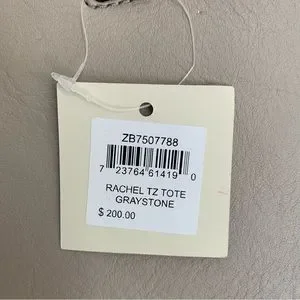 ZB7507788
7 23764 61419 0
RACHEL TZ TOTE
GRAYSTONE
$ 200.00